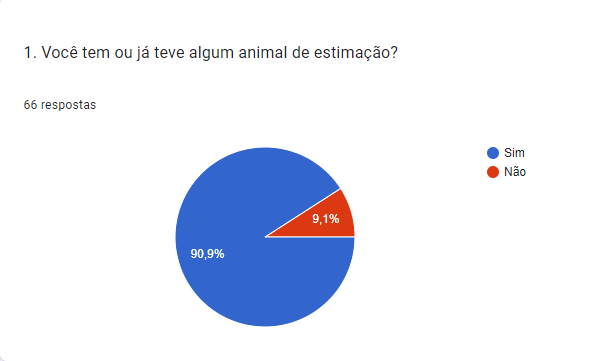 1. Você tem ou já teve algum animal de estimação?
66 respostas
Sim
Não
9,1%
90,9%